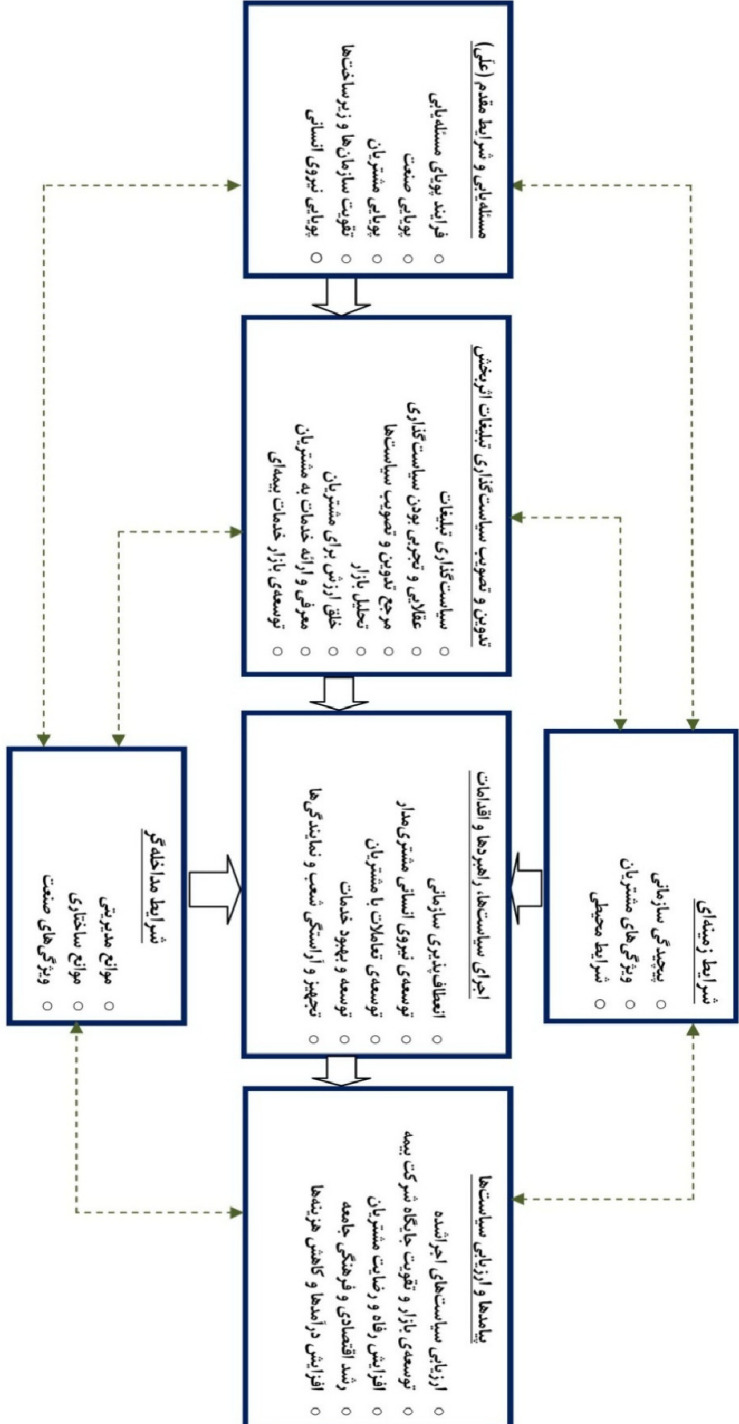 مسئله‌یابی و شرایط مقدم (علّی)
○ فرایند پویای مسئله‌یابی
○ پویایی صنعت
○ پویایی مشتریان
○ تقویت سازمان‌ها و زیرساخت‌ها
○ پویایی نیروی انسانی
تدوین و تصویب سیاست‌گذاری تبلیغات اثربخش
○ سیاست‌گذاری تبلیغات
○ عقلایی و تجربی بودن سیاست‌گذاری
○ مرجع تدوین و تصویب سیاست‌ها
○ تحلیل بازار
○ خلق ارزش برای مشتریان
○ معرفی و ارائه خدمات به مشتریان
○ توسعه‌ی بازار خدمات بیمه‌ای
شرایط زمینه‌ای
○ پیچیدگی سازمانی
○ ویژگی‌های مشتریان
○ شرایط محیطی
اجرای سیاست‌ها، راهبردها و اقدامات
○ انعطاف‌پذیری سازمانی
○ توسعه‌ی نیروی انسانی مشتری‌مدار
○ توسعه‌ی تعاملات با مشتریان
○ توسعه و بهبود خدمات
○ تجهیز و آراستگی شعب و نمایندگی‌ها
شرایط مداخله‌گر
○ موانع مدیریتی
○ موانع ساختاری
○ ویژگی‌های صنعت
پیامدها و ارزیابی سیاست‌ها
○ ارزیابی سیاست‌های اجراشده
○ توسعه‌ی بازار و تقویت جایگاه شرکت بیمه
○ افزایش رفاه و رضایت مشتریان
○ رشد اقتصادی و فرهنگی جامعه
○ افزایش درآمدها و کاهش هزینه‌ها